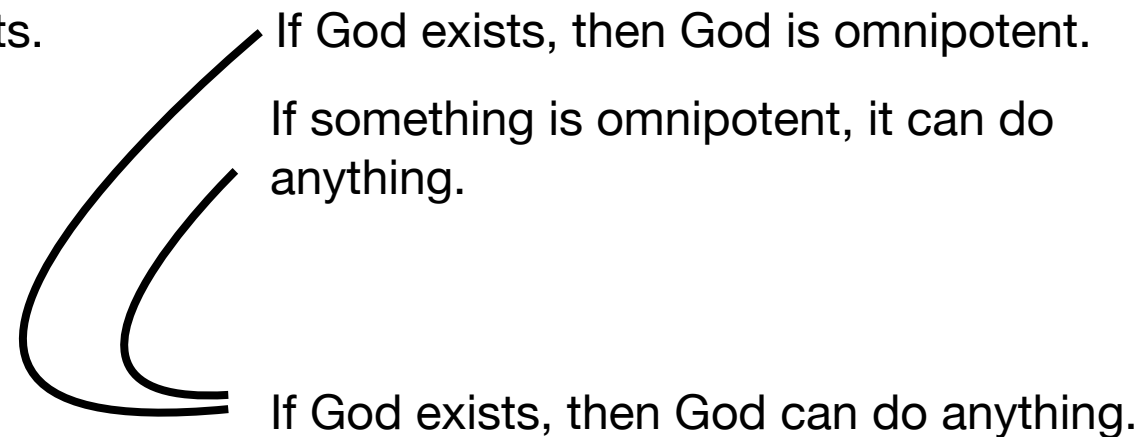 ts. If God exists, then God is omnipotent.
If something is omnipotent, it can do
anything.
If God exists, then God can do anything.